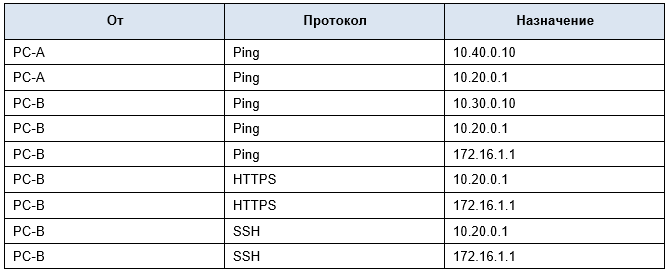 От Протокол Назначение
PC-A Ping 10.40.0.10
PC-A Ping 10.20.0.1
PC-B Ping 10.30.0.10
PC-B Ping 10.20.0.1
PC-B Ping 172.16.1.1
PC-B HTTPS 10.20.0.1
PC-B HTTPS 172.16.1.1
PC-B SSH 10.20.0.1
PC-B SSH 172.16.1.1